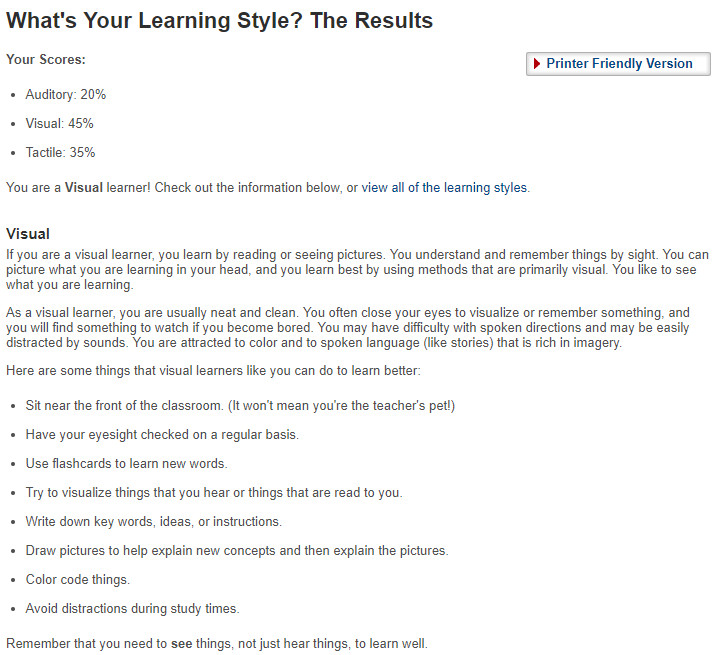 What's Your Learning Style? The Results
Your Scores:
Printer Friendly Version
• Auditory: 20%
• Visual: 45%
• Tactile: 35%
You are a Visual learner! Check out the information below, or view all of the learning styles.
Visual
If you are a visual learner, you learn by reading or seeing pictures. You understand and remember things by sight. You can
picture what you are learning in your head, and you learn best by using methods that are primarily visual. You like to see
what you are learning.
As a visual learner, you are usually neat and clean. You often close your eyes to visualize or remember something, and
you will find something to watch if you become bored. You may have difficulty with spoken directions and may be easily
distracted by sounds. You are attracted to color and to spoken language (like stories) that is rich in imagery.
Here are some things that visual learners like you can do to learn better:
• Sit near the front of the classroom. (It won't mean you're the teacher's pet!)
• Have your eyesight checked on a regular basis.
• Use flashcards to learn new words.
• Try to visualize things that you hear or things that are read to you.
• Write down key words, ideas, or instructions.
• Draw pictures to help explain new concepts and then explain the pictures.
• Color code things.
• Avoid distractions during study times.
Remember that you need to see things, not just hear things, to learn well.